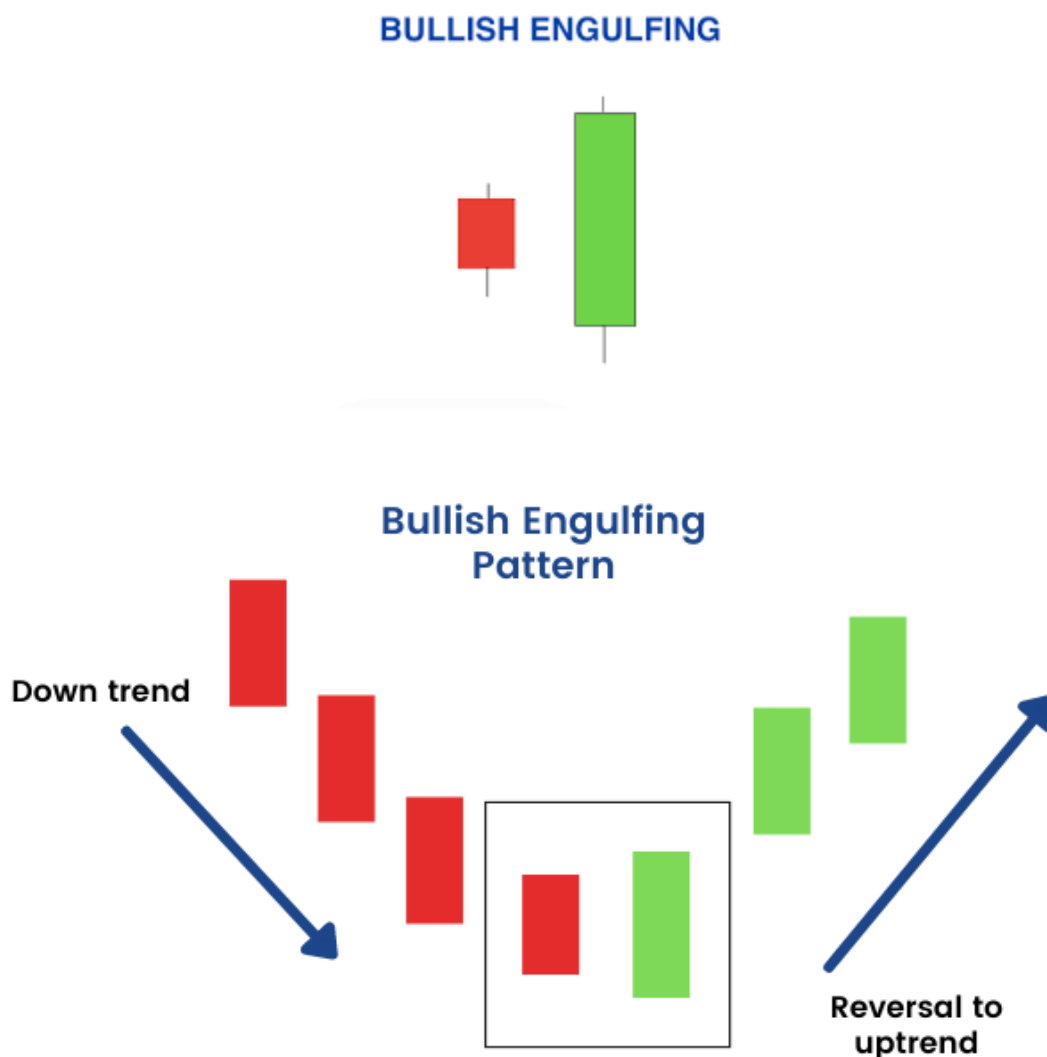 BULLISH ENGULFING
Bullish Engulfing
Pattern
Down trend
Reversal to
uptrend